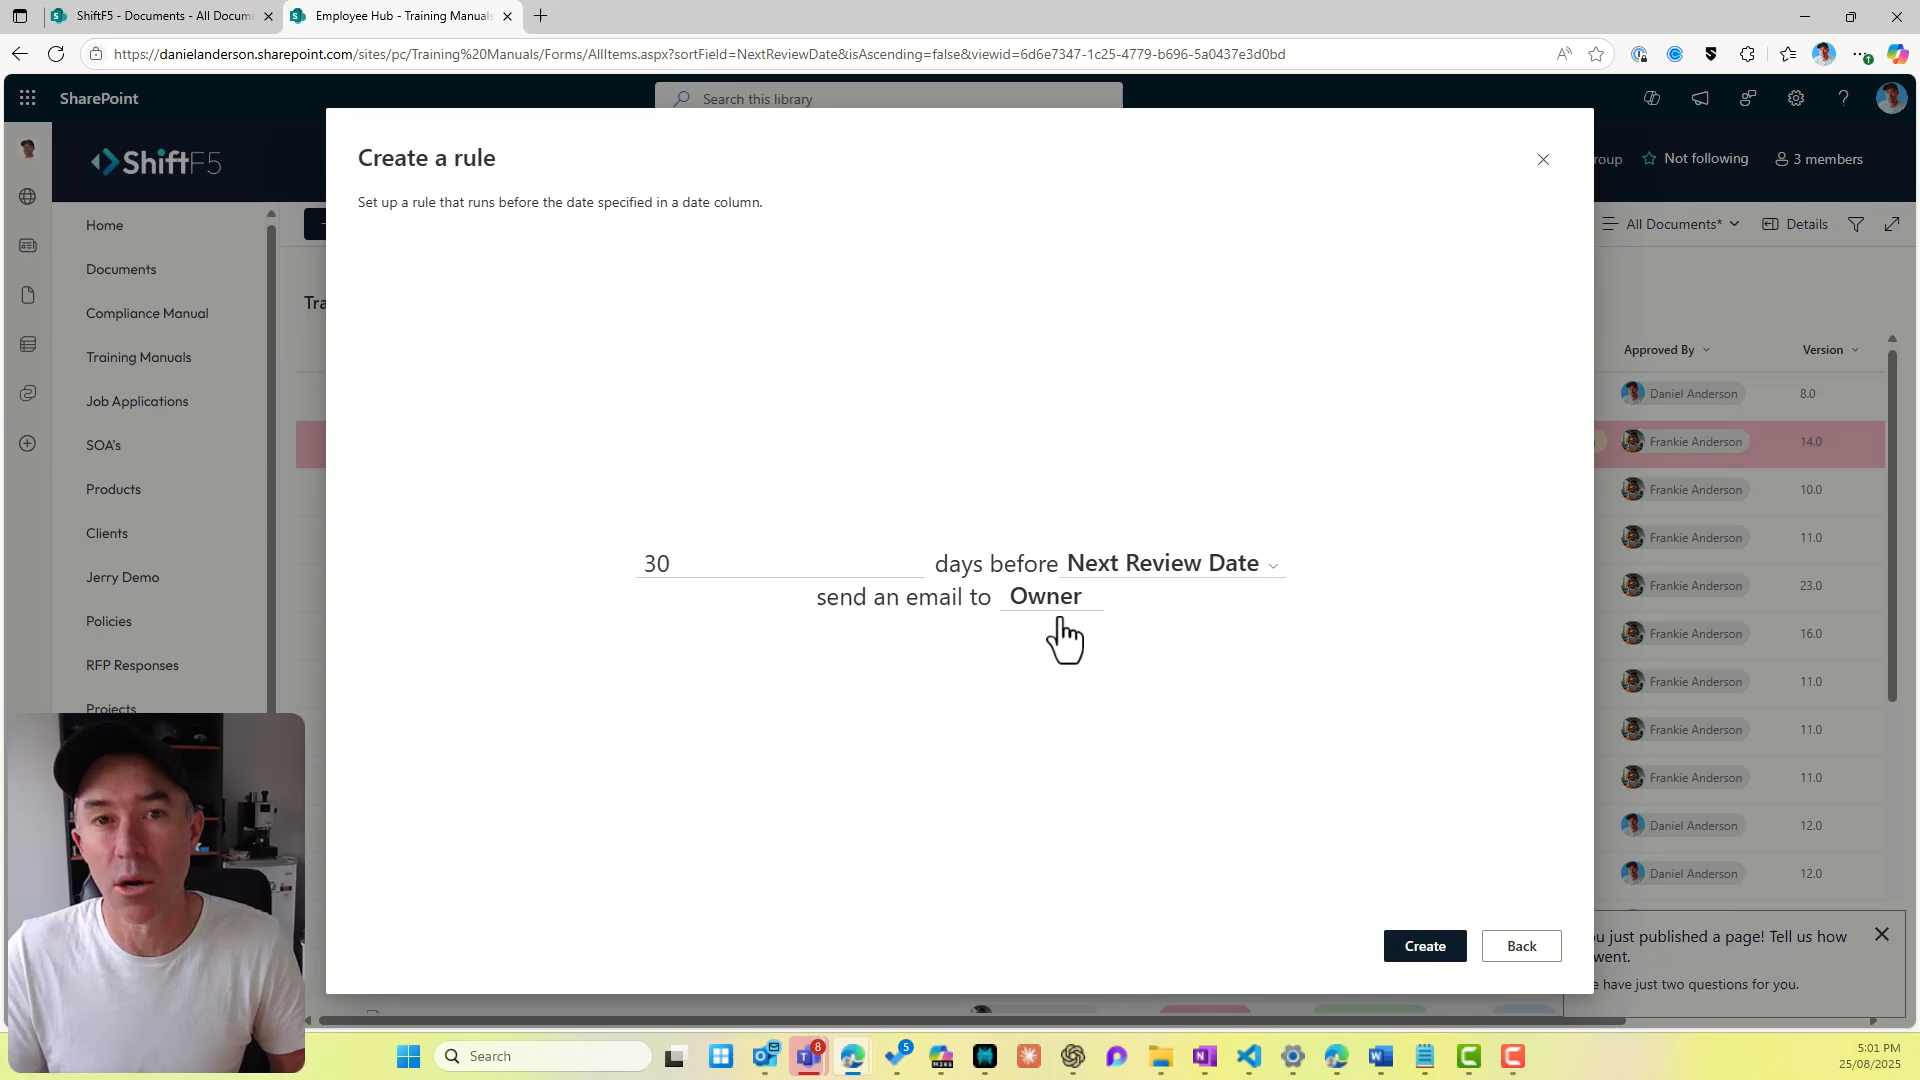 ShiftF5 - Documents - All Docume
Employee Hub - Training Manuals
https://danielanderson.sharepoint.com/sites/pc/Training%20Manuals/Forms/AllItems.aspx?sortField=NextReviewDate&isAscending=false&viewid=6d6e7347-1c25-4779-b696-5a0437e3d0bd
SharePoint
Search this library
ShiftF5
Not following
3 members
Create a rule
Set up a rule that runs before the date specified in a date column.
Home
Documents
Compliance Manual
Training Manuals
Job Applications
SOA's
Products
Clients
Jerry Demo
Policies
RFP Responses
Projects
All Documents*
Details
Approved By
Version
Daniel Anderson 8.0
Frankie Anderson 14.0
Frankie Anderson 10.0
Frankie Anderson 11.0
Frankie Anderson 23.0
Frankie Anderson 16.0
Frankie Anderson 11.0
Frankie Anderson 11.0
Frankie Anderson 11.0
Daniel Anderson 12.0
Daniel Anderson 12.0
30 days before Next Review Date
send an email to Owner
Create
Back
u just published a page! Tell us how
went.
have just two questions for you.
Search
8
5
5:01 PM
25/08/2025